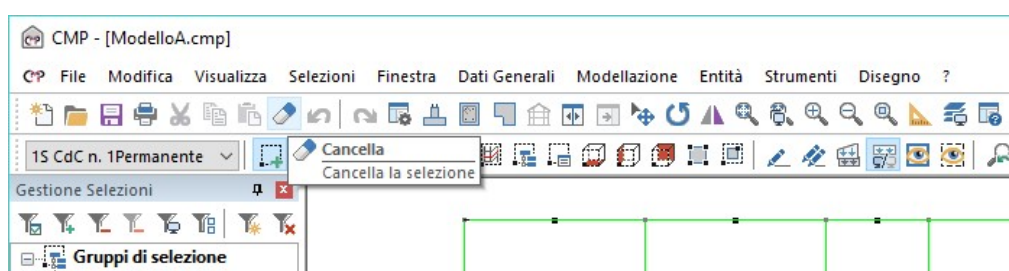 CMP - [ModelloA.cmp]
File Modifica Visualizza Selezioni Finestra Dati Generali Modellazione Entità Strumenti Disegno ?
1S CdC n. 1Permanente
Cancella
Cancella la selezione
Gestione Selezioni
Gruppi di selezione